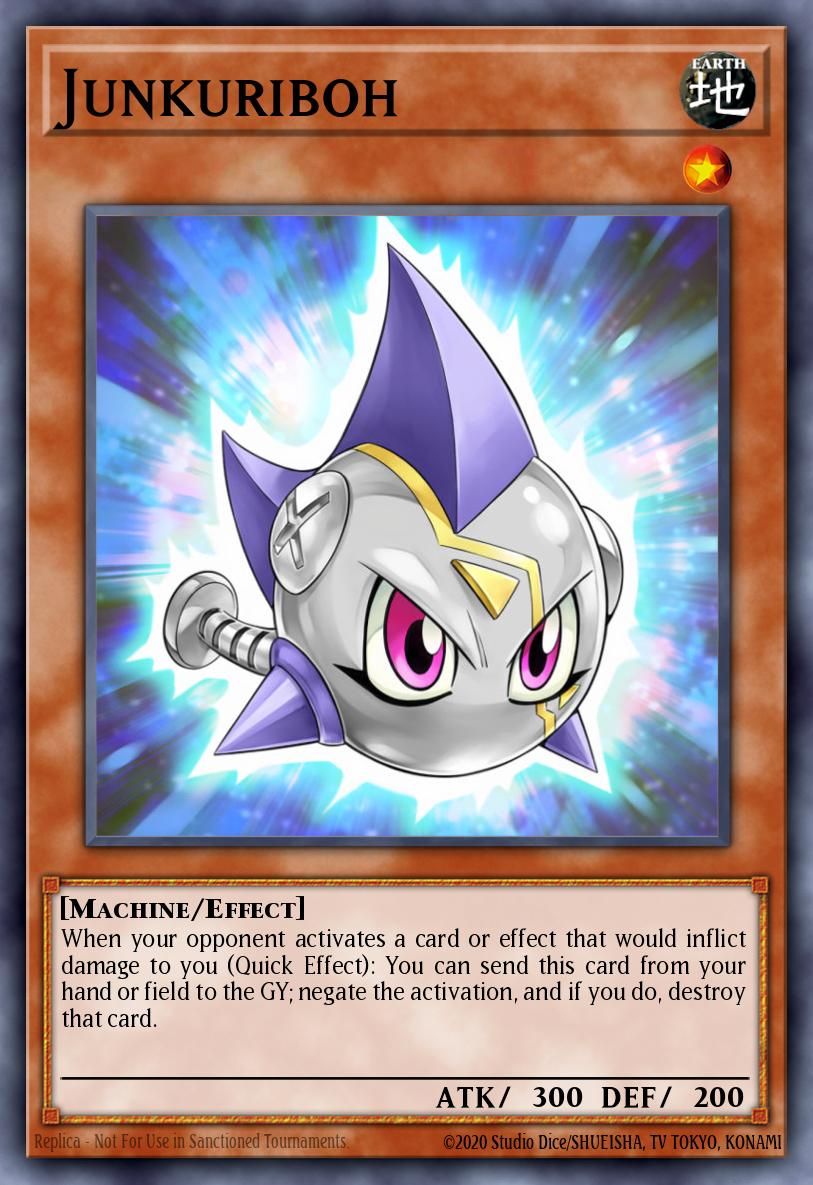 JUNKURIBOH
EARTH
地
[MACHINE/EFFECT]
When your opponent activates a card or effect that would inflict
damage to you (Quick Effect): You can send this card from your
hand or field to the GY; negate the activation, and if you do, destroy
that card.
ATK/ 300 DEF/ 200
Replica - Not For Use in Sanctioned Tournaments.
©2020 Studio Dice/SHUEISHA, TV TOKYO, KONAMI